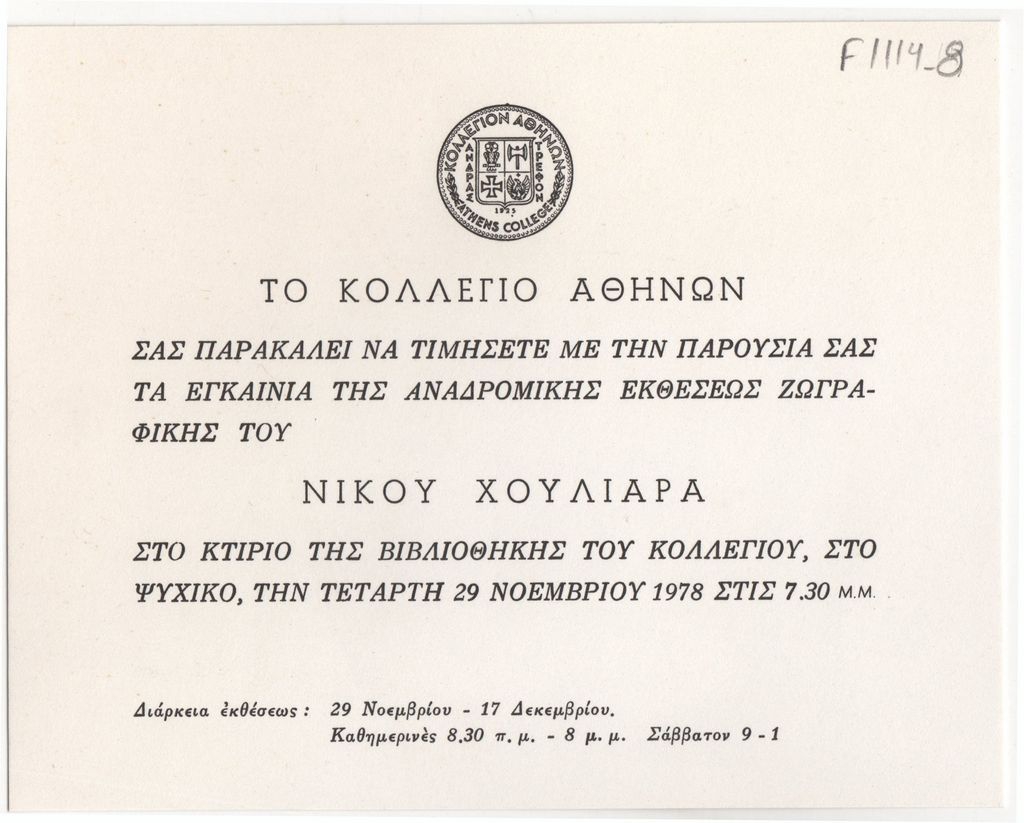 F1114-8
ΚΟΛΛΕΓΙΟΝ ΑΘΗΝΩΝ
ΑΝΔΡΑΣ ΤΡΕΦΟΝ
1925
ATHENS COLLEGE
ΤΟ ΚΟΛΛΕΓΙΟ ΑΘΗΝΩΝ
ΣΑΣ ΠΑΡΑΚΑΛΕΙ ΝΑ ΤΙΜΗΣΕΤΕ ΜΕ ΤΗΝ ΠΑΡΟΥΣΙΑ ΣΑΣ
ΤΑ ΕΓΚΑΙΝΙΑ ΤΗΣ ΑΝΑΔΡΟΜΙΚΗΣ ΕΚΘΕΣΕΩΣ ΖΩΓΡΑ-
ΦΙΚΗΣ ΤΟΥ
ΝΙΚΟΥ ΧΟΥΛΙΑΡΑ
ΣΤΟ ΚΤΙΡΙΟ ΤΗΣ ΒΙΒΛΙΟΘΗΚΗΣ ΤΟΥ ΚΟΛΛΕΓΙΟΥ, ΣΤΟ
ΨΥΧΙΚΟ, ΤΗΝ ΤΕΤΑΡΤΗ 29 ΝΟΕΜΒΡΙΟΥ 1978 ΣΤΙΣ 7.30 Μ.Μ.
Διάρκεια ἐκθέσεως : 29 Νοεμβρίου - 17 Δεκεμβρίου.
Καθημερινὲς 8.30 π. μ. - 8 μ. μ. Σάββατον 9 - 1